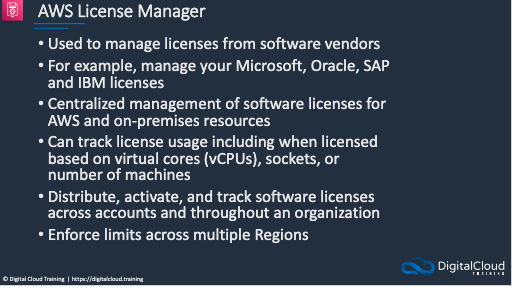 AWS License Manager
• Used to manage licenses from software vendors
• For example, manage your Microsoft, Oracle, SAP
and IBM licenses
• Centralized management of software licenses for
AWS and on-premises resources
• Can track license usage including when licensed
based on virtual cores (vCPUs), sockets, or
number of machines
• Distribute, activate, and track software licenses
across accounts and throughout an organization
• Enforce limits across multiple Regions
© Digital Cloud Training | https://digitalcloud.training
DigitalCloud
TRAINING